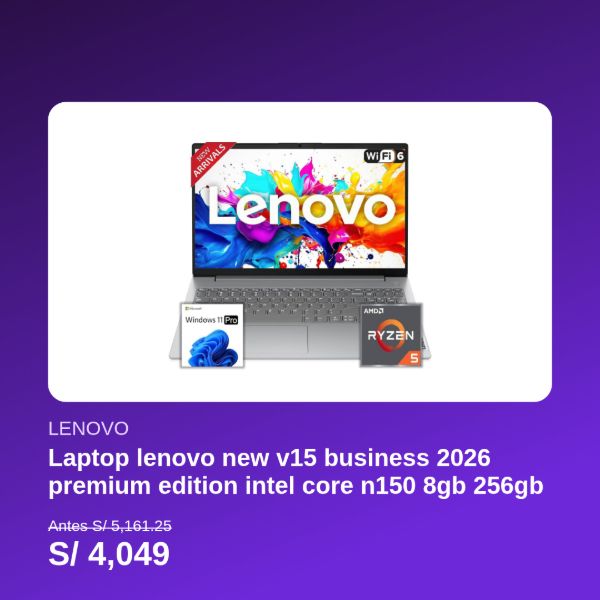 NEW
ARRIVALS
WiFi 6
Lenovo
Microsoft
Windows 11 Pro
AMD
RYZEN
5
LENOVO
Laptop lenovo new v15 business 2026
premium edition intel core n150 8gb 256gb
Antes S/ 5,161.25
S/ 4,049